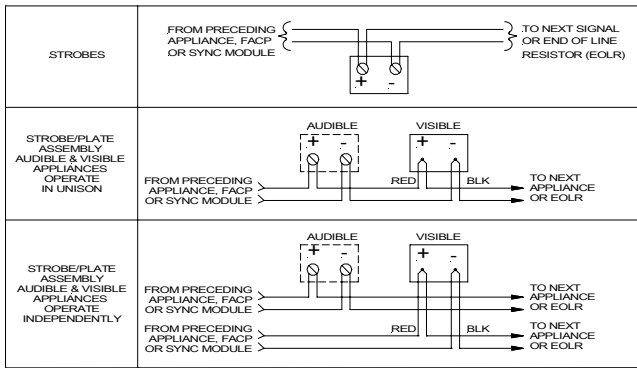 STROBES
FROM PRECEDING
APPLIANCE, FACP
OR SYNC MODULE
TO NEXT SIGNAL
OR END OF LINE
RESISTOR (EOLR)
+ -
STROBE/PLATE
ASSEMBLY
AUDIBLE & VISIBLE
APPLIANCES
OPERATE
IN UNISON
AUDIBLE
+ -
VISIBLE
+ -
FROM PRECEDING
APPLIANCE, FACP
OR SYNC MODULE
RED
BLK
TO NEXT
APPLIANCE
OR EOLR
STROBE/PLATE
ASSEMBLY
AUDIBLE & VISIBLE
APPLIANCES
OPERATE
INDEPENDENTLY
AUDIBLE
+ -
VISIBLE
+ -
FROM PRECEDING
APPLIANCE, FACP
OR SYNC MODULE
TO NEXT
APPLIANCE
OR EOLR
FROM PRECEDING
APPLIANCE, FACP
OR SYNC MODULE
RED
BLK
TO NEXT
APPLIANCE
OR EOLR